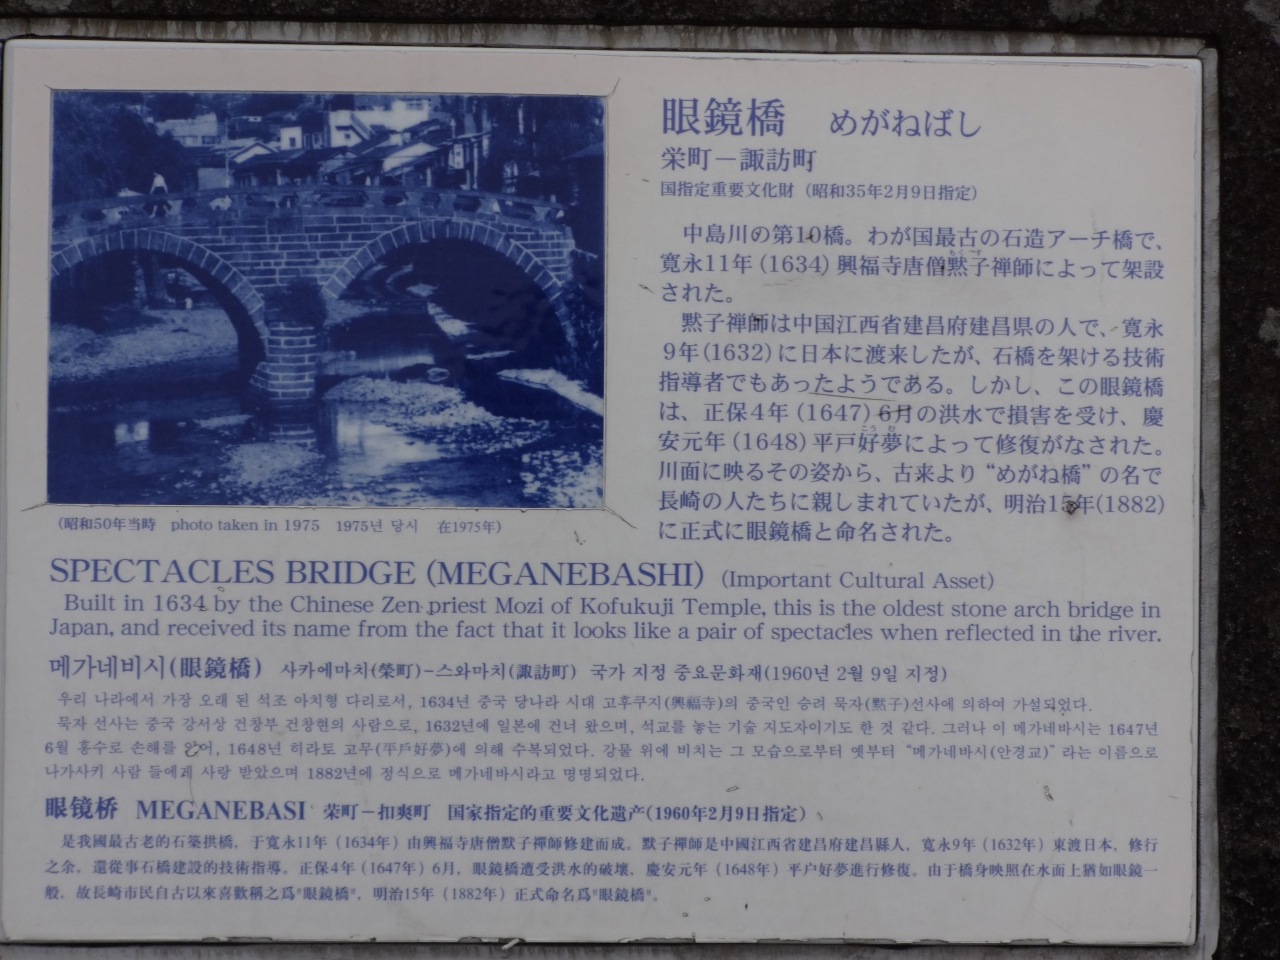 眼鏡橋 めがねばし
栄町－諏訪町
国指定重要文化財（昭和35年2月9日指定）
中島川の第10橋。わが国最古の石造アーチ橋で、
寛永11年（1634）興福寺唐僧黙子禅師によって架設
された。
黙子禅師は中国江西省建昌府建昌県の人で、寛永
9年（1632）に日本に渡来したが、石橋を架ける技術
指導者でもあったようである。しかし、この眼鏡橋
は、正保4年（1647）6月の洪水で損害を受け、慶
安元年（1648）平戸好夢によって修復がなされた。
川面に映るその姿から、古来より“めがね橋”の名で
長崎の人たちに親しまれていたが、明治15年（1882）
に正式に眼鏡橋と命名された。
（昭和50年当時 photo taken in 1975 1975년 당시 在1975年）
SPECTACLES BRIDGE (MEGANEBASHI) (Important Cultural Asset)
Built in 1634 by the Chinese Zen priest Mozi of Kofukuji Temple, this is the oldest stone arch bridge in
Japan, and received its name from the fact that it looks like a pair of spectacles when reflected in the river.
메가네비시(眼鏡橋) 사카에마치(榮町)-스와마치(諏訪町) 국가 지정 중요문화재(1960년 2월 9일 지정)
우리 나라에서 가장 오래 된 석조 아치형 다리로서, 1634년 중국 당나라 시대 고후쿠지(興福寺)의 중국인 승려 묵자(黙子)선사에 의하여 가설되었다.
묵자 선사는 중국 강서상 건창부 건창현의 사람으로, 1632년에 일본에 건너 왔으며, 석교를 놓는 기술 지도자이기도 한 것 같다. 그러나 이 메가네바시는 1647년
6월 홍수로 손해를 입어, 1648년 히라토 고무(平戶好夢)에 의해 수복되었다. 강물 위에 비치는 그 모습으로부터 옛부터 “메가네바시(안경교)” 라는 이름으로
나가사키 사람 들에게 사랑 받았으며 1882년에 정식으로 메가네바시라고 명명되었다.
眼镜桥 MEGANEBASI 荣町－扣爽町 国家指定的重要文化遗产(1960年2月9日指定)
是我國最古老的石築拱橋，于寛永11年（1634年）由興福寺唐僧默子禪師修建而成。默子禪師是中國江西省建昌府建昌縣人，寬永9年（1632年）東渡日本，修行
之余，還從事石橋建設的技術指導。正保4年（1647年）6月，眼鏡橋遭受洪水的破壞，慶安元年（1648年）平户好夢進行修復。由于橋身映照在水面上猶如眼鏡一
般，故長崎市民自古以來喜歡稱之爲"眼鏡橋"，明治15年（1882年）正式命名爲"眼鏡橋"。